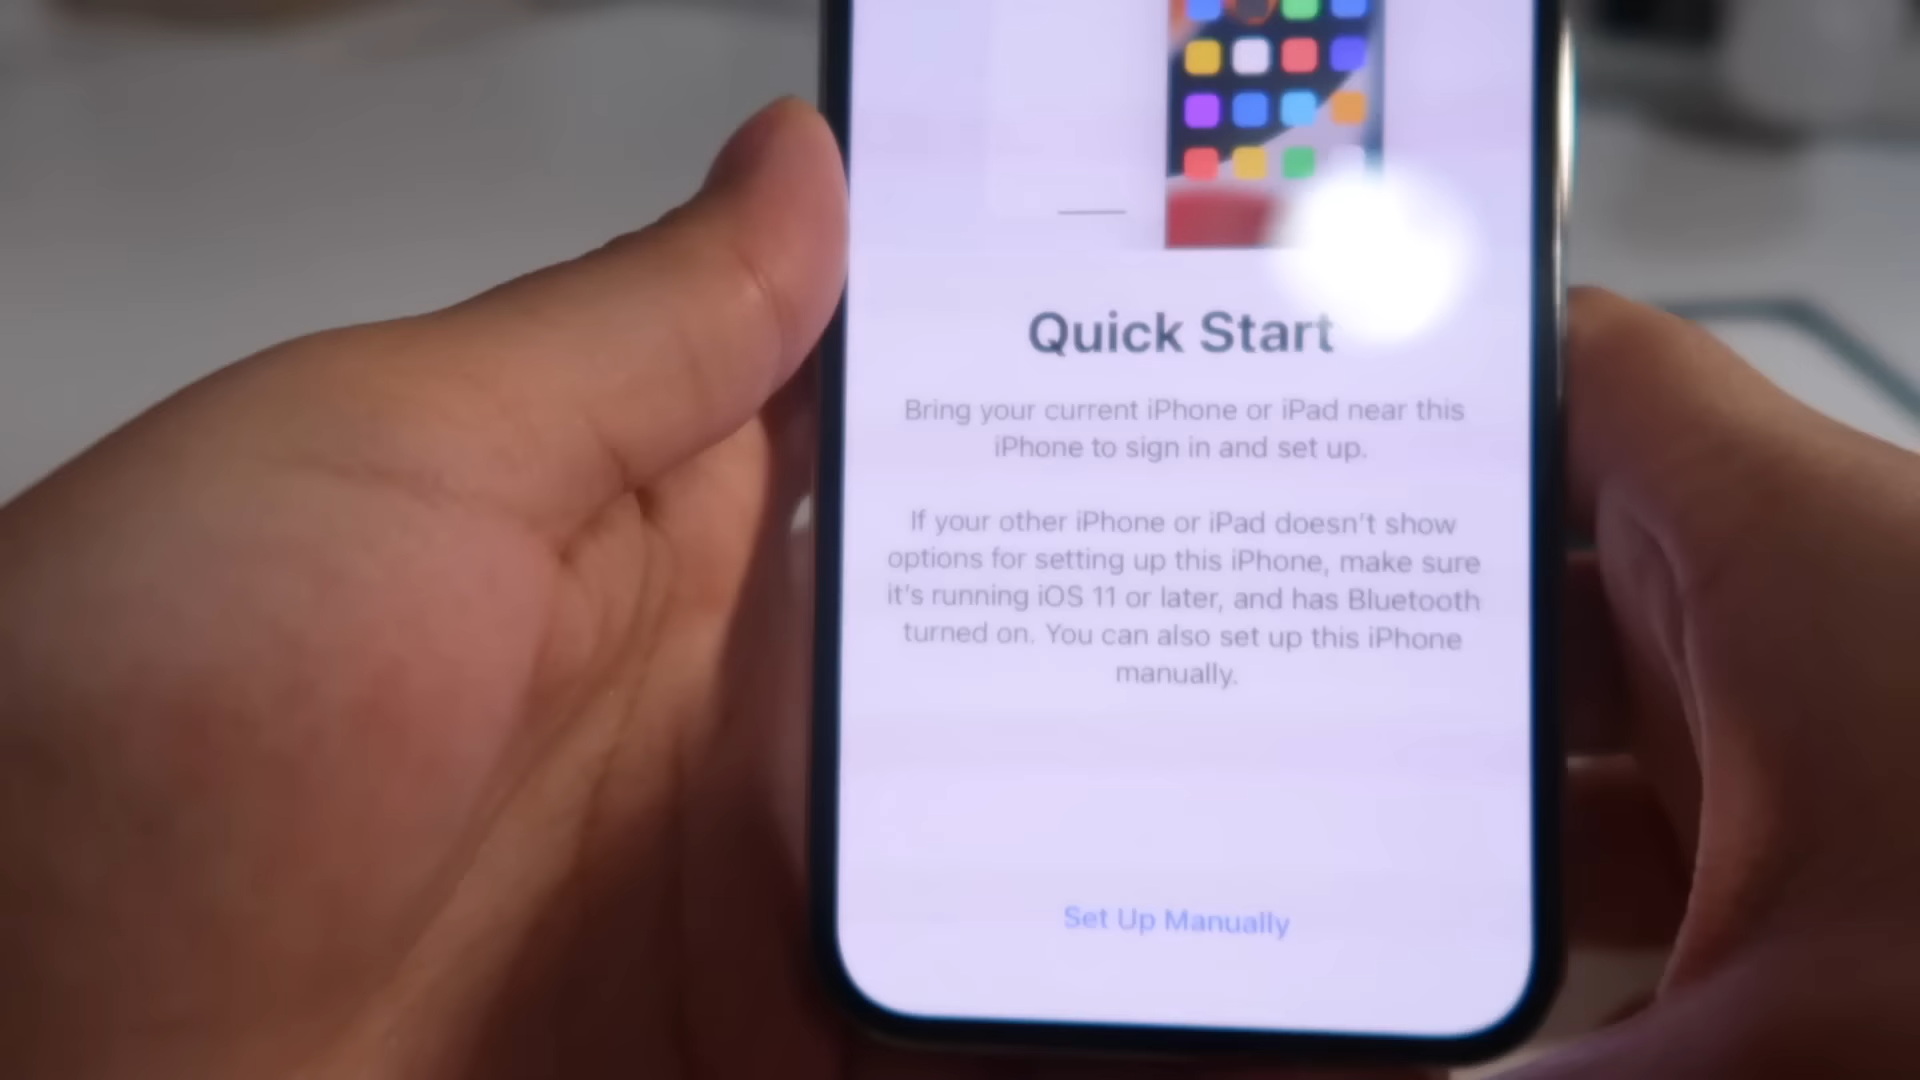 Quick Start
Bring your current iPhone or iPad near this
iPhone to sign in and set up.
If your other iPhone or iPad doesn't show
options for setting up this iPhone, make sure
it's running iOS 11 or later, and has Bluetooth
turned on. You can also set up this iPhone
manually.
Set Up Manually